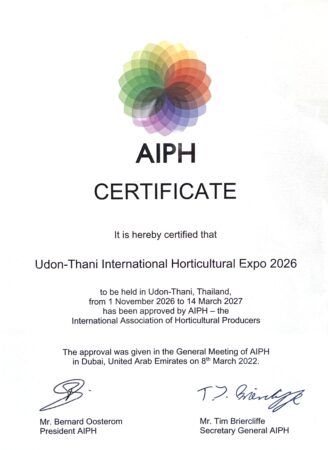 AIPH
CERTIFICATE
It is hereby certified that
Udon-Thani International Horticultural Expo 2026
to be held in Udon-Thani, Thailand,
from 1 November 2026 to 14 March 2027
has been approved by AIPH – the
International Association of Horticultural Producers
The approval was given in the General Meeting of AIPH
in Dubai, United Arab Emirates on 8th March 2022.
T.J. Briercliffe
Mr. Bernard Oosterom
President AIPH
Mr. Tim Briercliffe
Secretary General AIPH